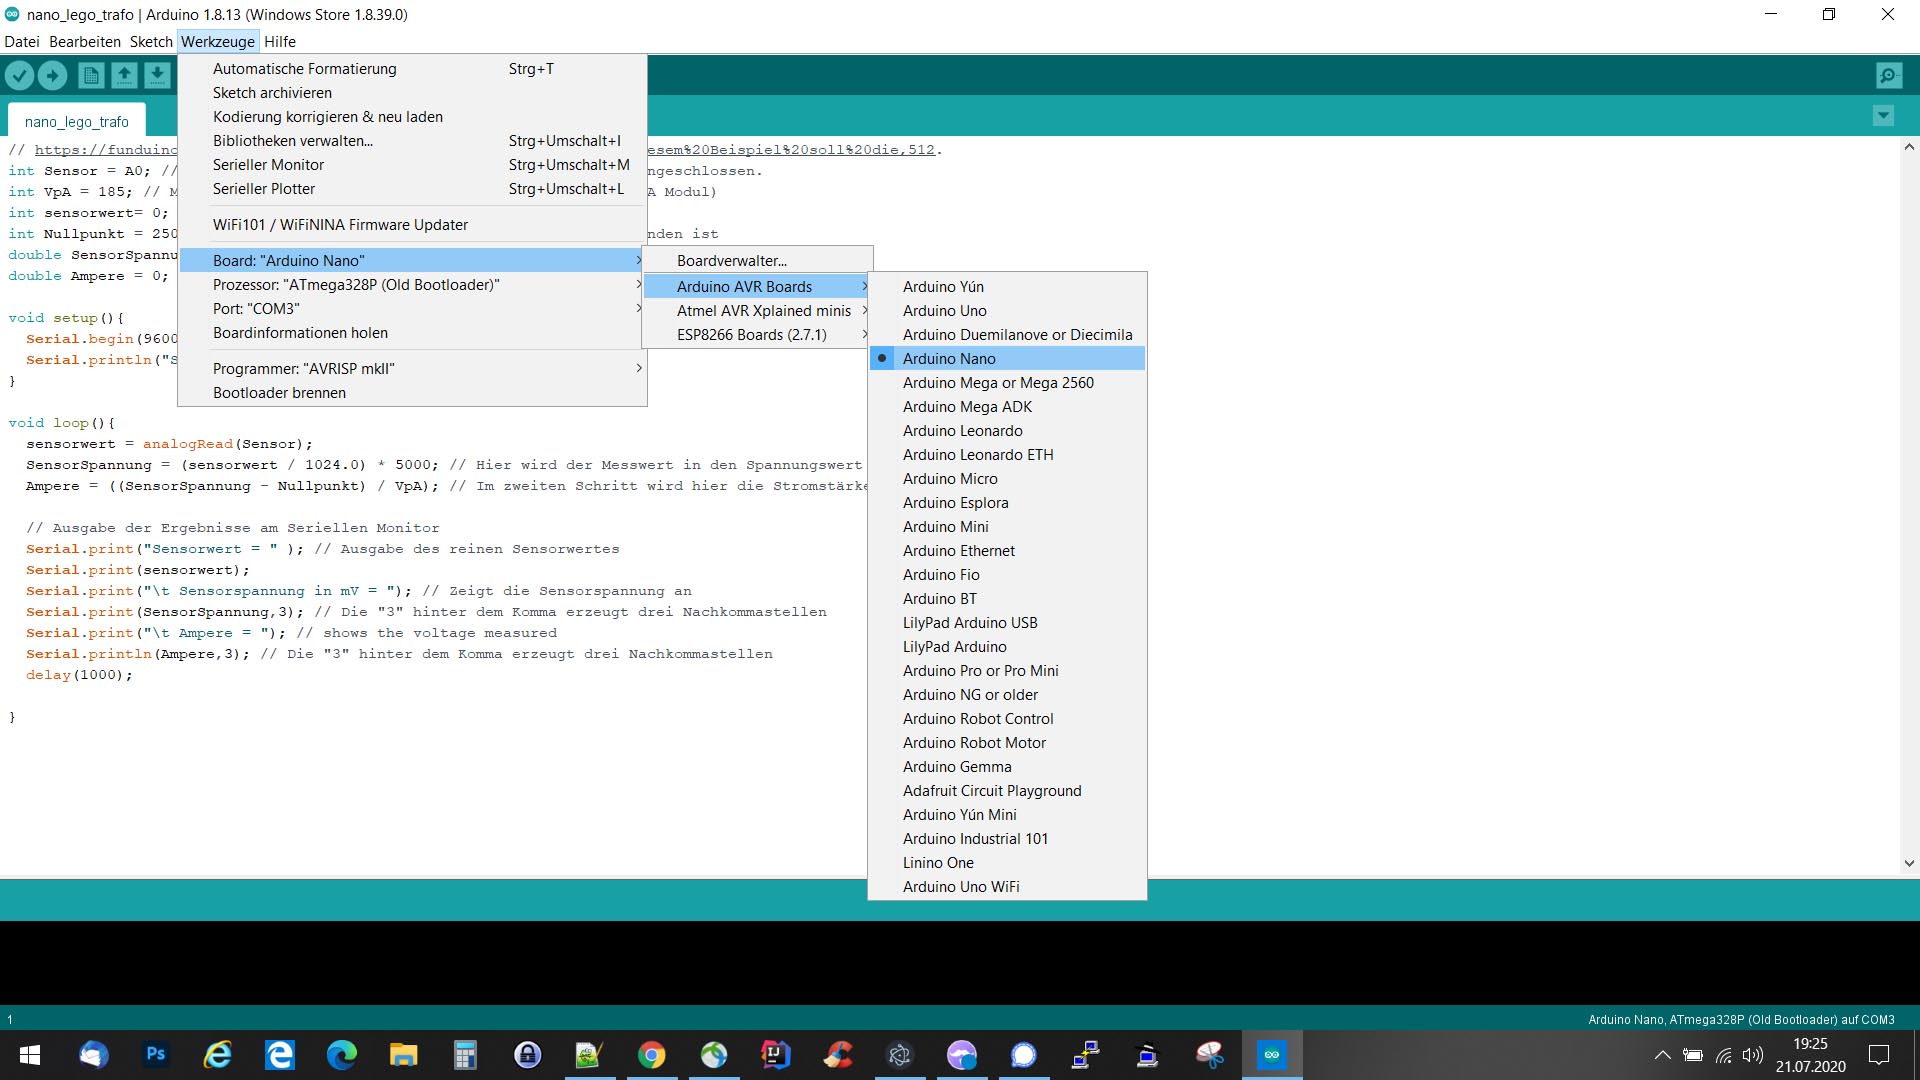 nano_lego_trafo | Arduino 1.8.13 (Windows Store 1.8.39.0)
Datei Bearbeiten Sketch Werkzeuge Hilfe
Automatische Formatierung Strg+T
Sketch archivieren
Kodierung korrigieren & neu laden
Bibliotheken verwalten... Strg+Umschalt+I
Serieller Monitor Strg+Umschalt+M
Serieller Plotter Strg+Umschalt+L
WiFi101 / WiFiNINA Firmware Updater
Board: "Arduino Nano"
Prozessor: "ATmega328P (Old Bootloader)"
Port: "COM3"
Boardinformationen holen
Programmer: "AVRISP mkII"
Bootloader brennen
Boardverwalter...
Arduino AVR Boards
Atmel AVR Xplained minis
ESP8266 Boards (2.7.1)
Arduino Yún
Arduino Uno
Arduino Duemilanove or Diecimila
Arduino Nano
Arduino Mega or Mega 2560
Arduino Mega ADK
Arduino Leonardo
Arduino Leonardo ETH
Arduino Micro
Arduino Esplora
Arduino Mini
Arduino Ethernet
Arduino Fio
Arduino BT
LilyPad Arduino USB
LilyPad Arduino
Arduino Pro or Pro Mini
Arduino NG or older
Arduino Robot Control
Arduino Robot Motor
Arduino Gemma
Adafruit Circuit Playground
Arduino Yún Mini
Arduino Industrial 101
Linino One
Arduino Uno WiFi
nano_lego_trafo
// https://funduino esem%20Beispiel%20soll%20die,512.
int Sensor = A0; // ngeschlossen.
int VpA = 185; // M A Modul)
int sensorwert= 0;
int Nullpunkt = 250 nden ist
double SensorSpannu
double Ampere = 0;
void setup(){
Serial.begin(9600
Serial.println("S
}
void loop(){
sensorwert = analogRead(Sensor);
SensorSpannung = (sensorwert / 1024.0) * 5000; // Hier wird der Messwert in den Spannungswert
Ampere = ((SensorSpannung - Nullpunkt) / VpA); // Im zweiten Schritt wird hier die Stromstärke
// Ausgabe der Ergebnisse am Seriellen Monitor
Serial.print("Sensorwert = " ); // Ausgabe des reinen Sensorwertes
Serial.print(sensorwert);
Serial.print("\t Sensorspannung in mV = "); // Zeigt die Sensorspannung an
Serial.print(SensorSpannung,3); // Die "3" hinter dem Komma erzeugt drei Nachkommastellen
Serial.print("\t Ampere = "); // shows the voltage measured
Serial.println(Ampere,3); // Die "3" hinter dem Komma erzeugt drei Nachkommastellen
delay(1000);
}
1 Arduino Nano, ATmega328P (Old Bootloader) auf COM3
Ps
IJ
19:25
21.07.2020